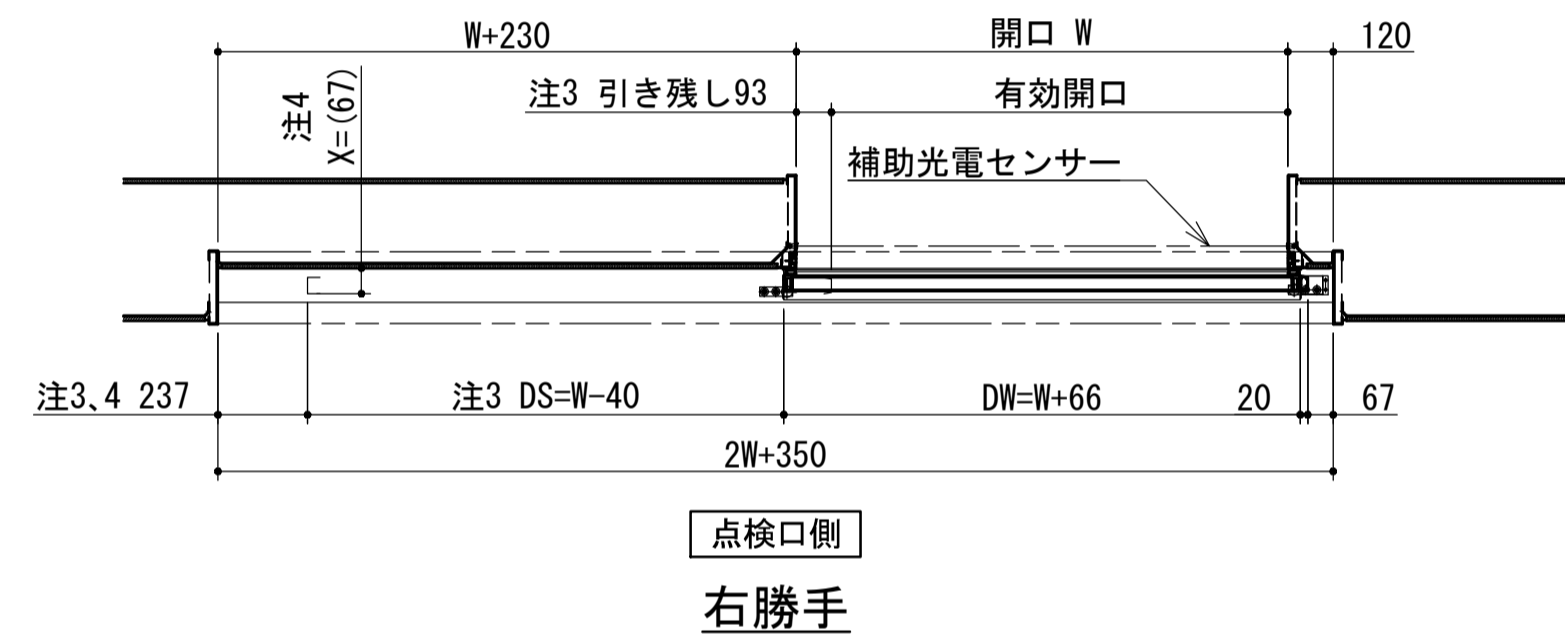 W+230
開口 W
120
注4
X=(67)
注3 引き残し93
有効開口
補助光電センサー
注3、4 237
注3 DS=W-40
DW=W+66
20
67
2W+350
点検口側
右勝手